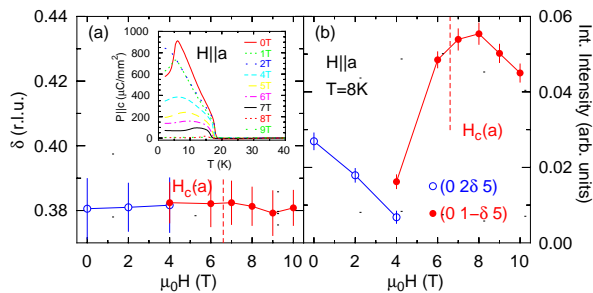 0.44
0.42
0.40
0.38
δ (r.l.u.)
(a)
1000
800
600
400
200
0
P||c (μC/mm²)
H||a
0T
1T
2T
4T
5T
6T
7T
8T
9T
0 10 20 30 40
T (K)
H_c(a)
0 2 4 6 8 10
μ₀H (T)
(b)
H||a
T=8K
H_c(a)
(0 2δ 5)
(0 1−δ 5)
0 2 4 6 8 10
μ₀H (T)
0.06
0.04
0.02
0.00
Int. Intensity (arb. units)